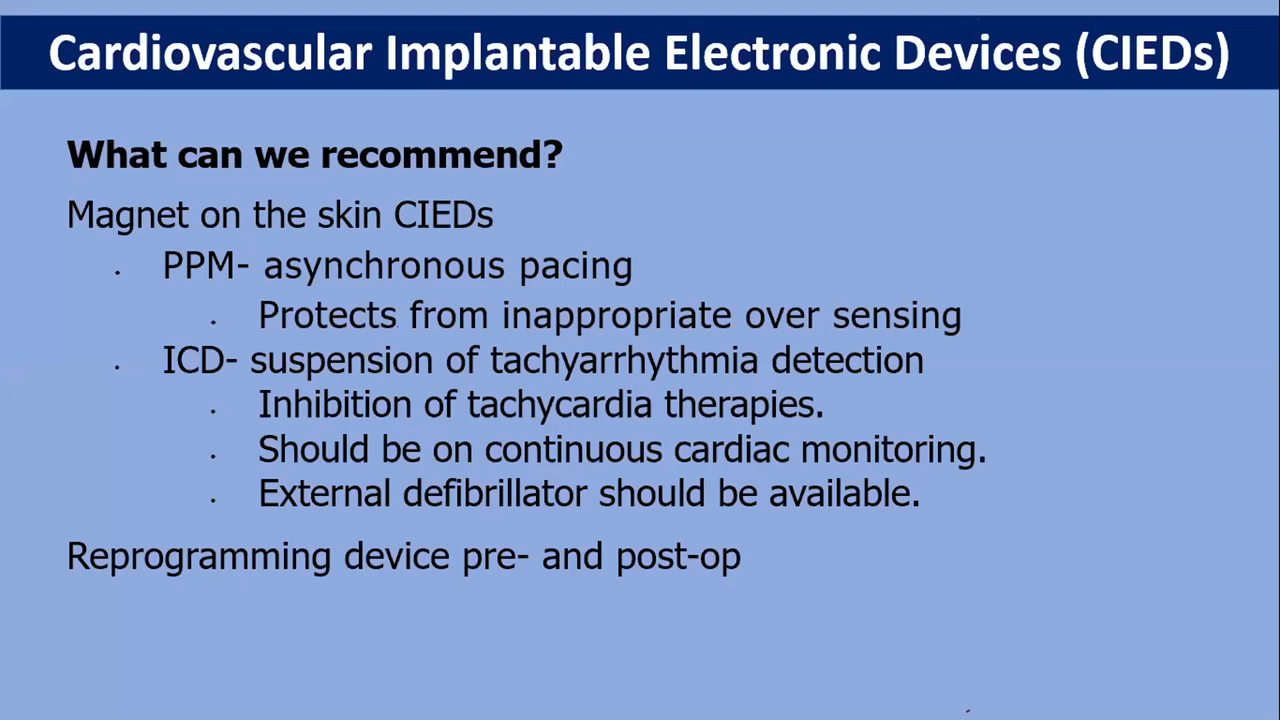 Cardiovascular Implantable Electronic Devices (CIEDs)
What can we recommend?
Magnet on the skin CIEDs
· PPM- asynchronous pacing
· Protects from inappropriate over sensing
· ICD- suspension of tachyarrhythmia detection
· Inhibition of tachycardia therapies.
· Should be on continuous cardiac monitoring.
· External defibrillator should be available.
Reprogramming device pre- and post-op